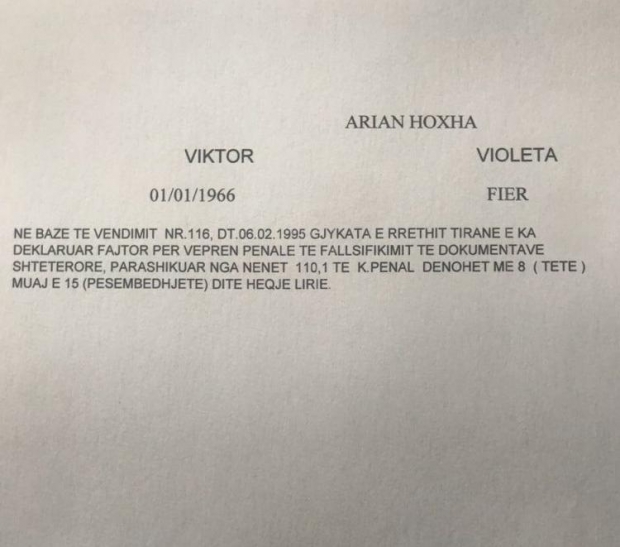 ARIAN HOXHA
VIKTOR VIOLETA
01/01/1966 FIER
NE BAZE TE VENDIMIT NR.116, DT.06.02.1995 GJYKATA E RRETHIT TIRANE E KA
DEKLARUAR FAJTOR PER VEPREN PENALE TE FALLSIFIKIMIT TE DOKUMENTAVE
SHTETERORE, PARASHIKUAR NGA NENET 110,1 TE K.PENAL DENOHET ME 8 ( TETE )
MUAJ E 15 (PESEMBEDHJETE) DITE HEQJE LIRIE.